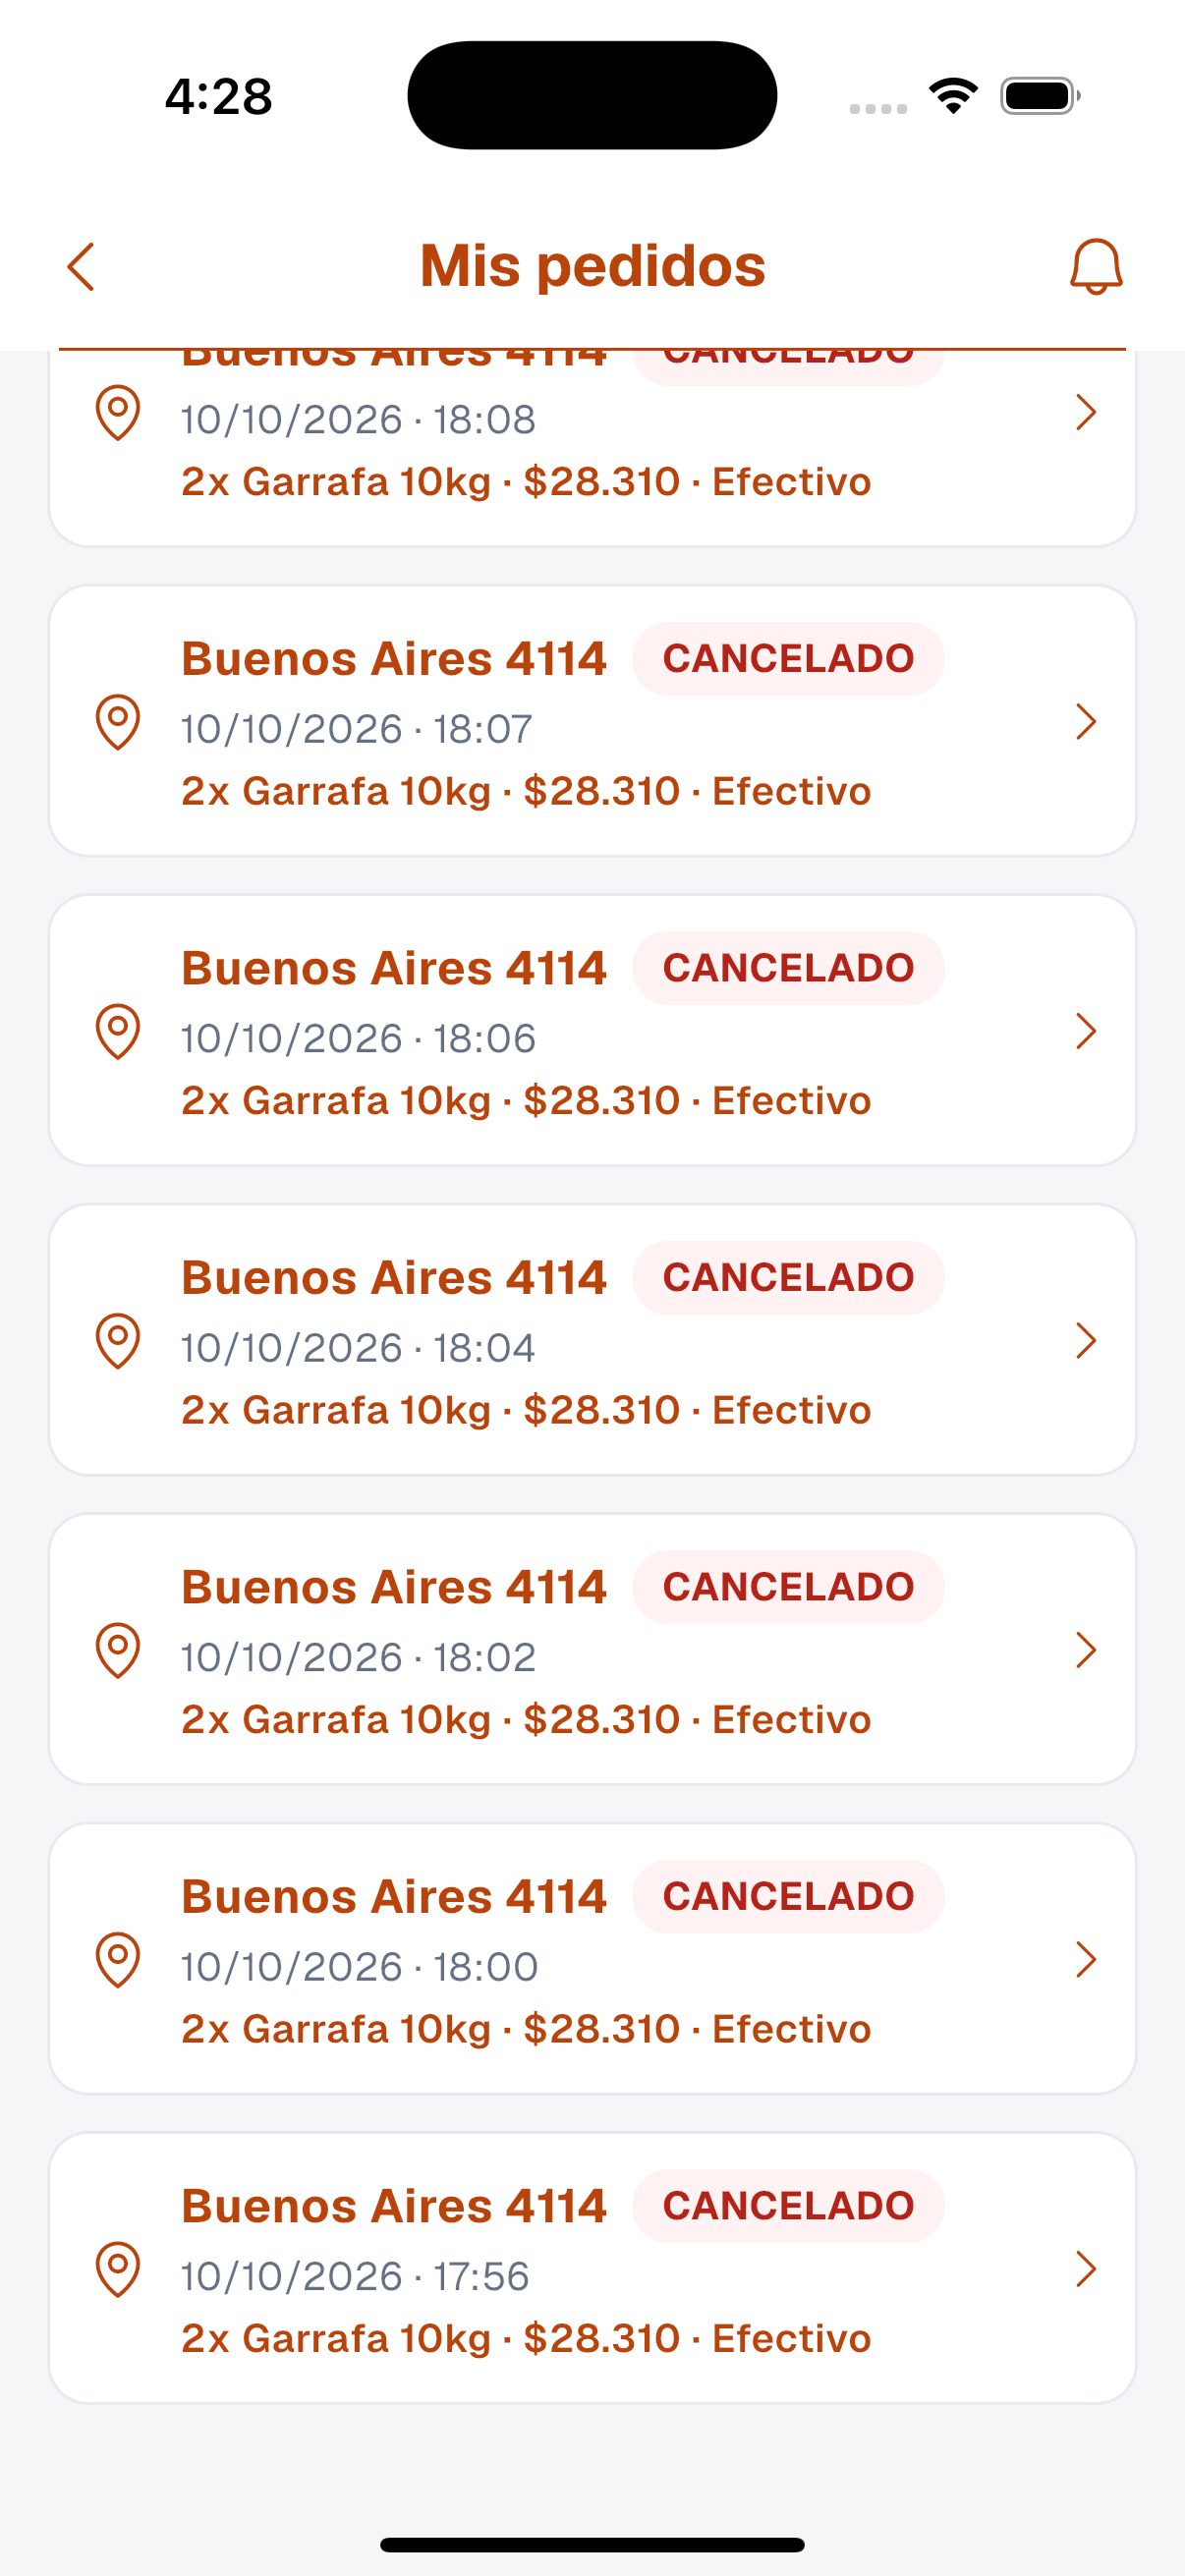 4:28
Mis pedidos
Buenos Aires 4114 CANCELADO
10/10/2026 · 18:08
2x Garrafa 10kg · $28.310 · Efectivo
Buenos Aires 4114 CANCELADO
10/10/2026 · 18:07
2x Garrafa 10kg · $28.310 · Efectivo
Buenos Aires 4114 CANCELADO
10/10/2026 · 18:06
2x Garrafa 10kg · $28.310 · Efectivo
Buenos Aires 4114 CANCELADO
10/10/2026 · 18:04
2x Garrafa 10kg · $28.310 · Efectivo
Buenos Aires 4114 CANCELADO
10/10/2026 · 18:02
2x Garrafa 10kg · $28.310 · Efectivo
Buenos Aires 4114 CANCELADO
10/10/2026 · 18:00
2x Garrafa 10kg · $28.310 · Efectivo
Buenos Aires 4114 CANCELADO
10/10/2026 · 17:56
2x Garrafa 10kg · $28.310 · Efectivo